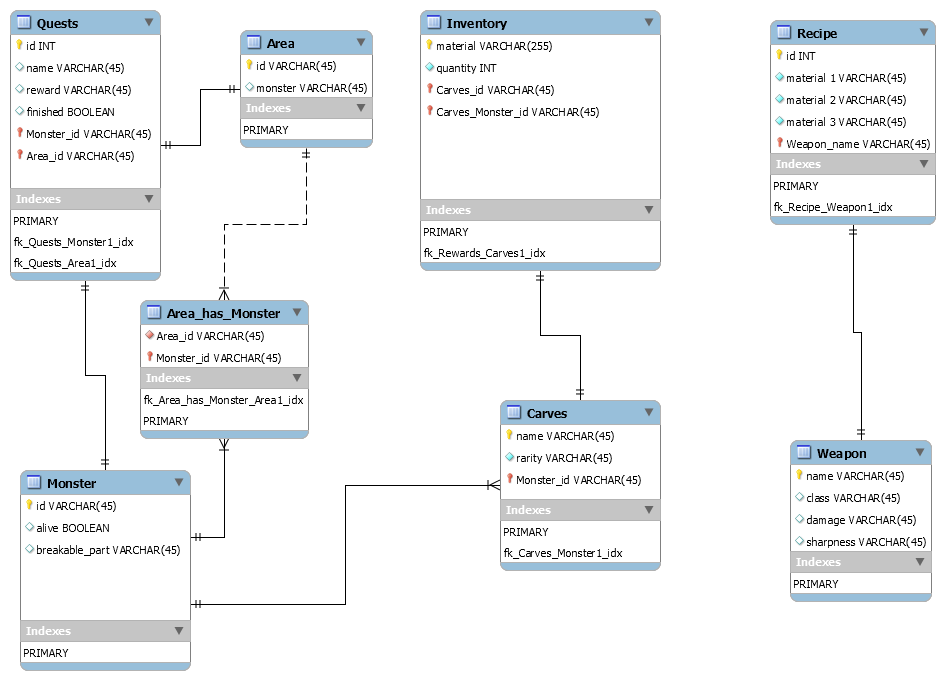 Quests
id INT
name VARCHAR(45)
reward VARCHAR(45)
finished BOOLEAN
Monster_id VARCHAR(45)
Area_id VARCHAR(45)
Indexes
PRIMARY
fk_Quests_Monster1_idx
fk_Quests_Area1_idx
Area
id VARCHAR(45)
monster VARCHAR(45)
Indexes
PRIMARY
Inventory
material VARCHAR(255)
quantity INT
Carves_id VARCHAR(45)
Carves_Monster_id VARCHAR(45)
Indexes
PRIMARY
fk_Rewards_Carves1_idx
Recipe
id INT
material 1 VARCHAR(45)
material 2 VARCHAR(45)
material 3 VARCHAR(45)
Weapon_name VARCHAR(45)
Indexes
PRIMARY
fk_Recipe_Weapon1_idx
Area_has_Monster
Area_id VARCHAR(45)
Monster_id VARCHAR(45)
Indexes
fk_Area_has_Monster_Area1_idx
PRIMARY
Monster
id VARCHAR(45)
alive BOOLEAN
breakable_part VARCHAR(45)
Indexes
PRIMARY
Carves
name VARCHAR(45)
rarity VARCHAR(45)
Monster_id VARCHAR(45)
Indexes
PRIMARY
fk_Carves_Monster1_idx
Weapon
name VARCHAR(45)
class VARCHAR(45)
damage VARCHAR(45)
sharpness VARCHAR(45)
Indexes
PRIMARY